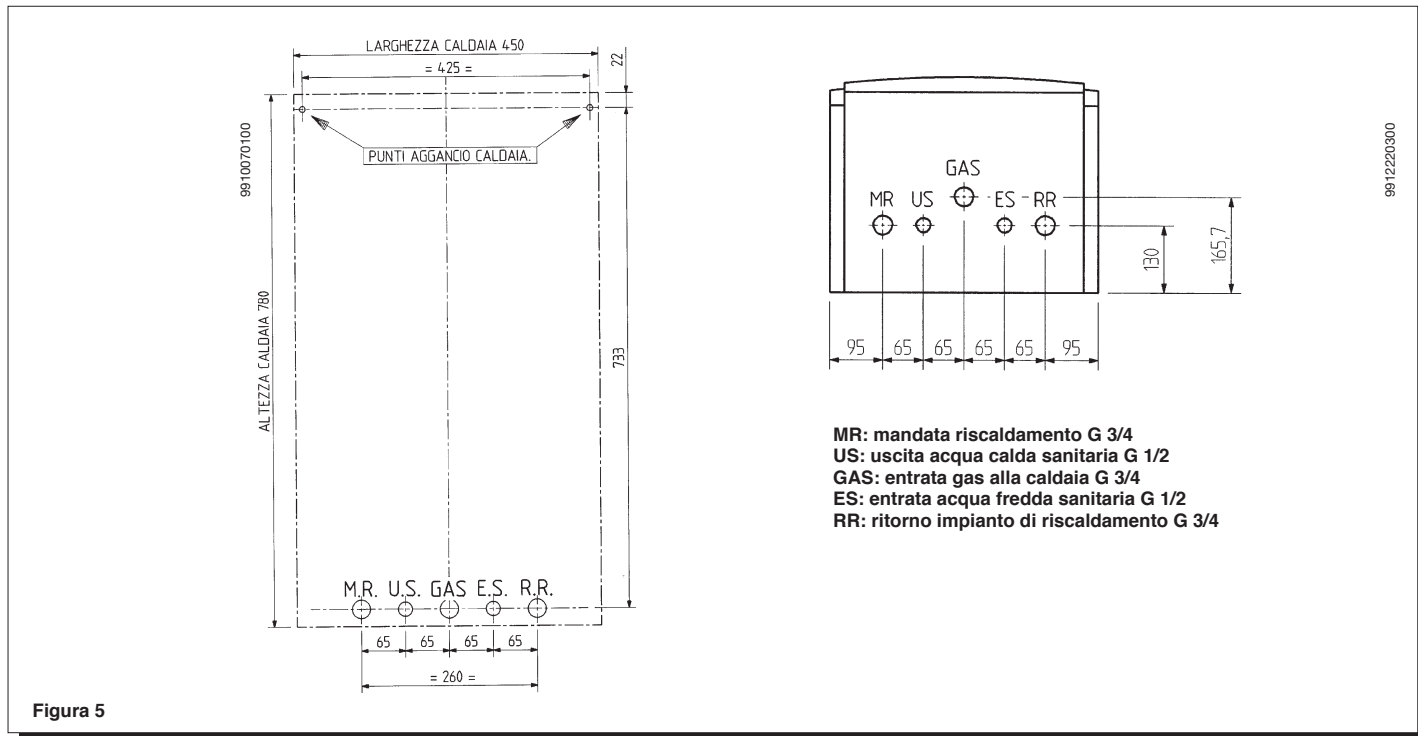 LARGHEZZA CALDAIA 450
= 425 =
22
9910070100
PUNTI AGGANCIO CALDAIA.
ALTEZZA CALDAIA 780
733
M.R. U.S. GAS E.S. R.R.
65 65 65 65
= 260 =
GAS
MR US ES RR
130
165,7
95 65 65 65 65 95
9912220300
MR: mandata riscaldamento G 3/4
US: uscita acqua calda sanitaria G 1/2
GAS: entrata gas alla caldaia G 3/4
ES: entrata acqua fredda sanitaria G 1/2
RR: ritorno impianto di riscaldamento G 3/4
Figura 5